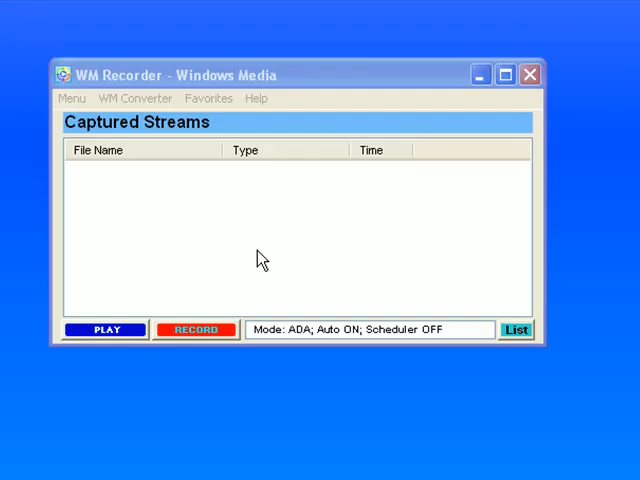 WM Recorder - Windows Media
Menu WM Converter Favorites Help
Captured Streams
File Name Type Time
PLAY RECORD Mode: ADA; Auto ON; Scheduler OFF List